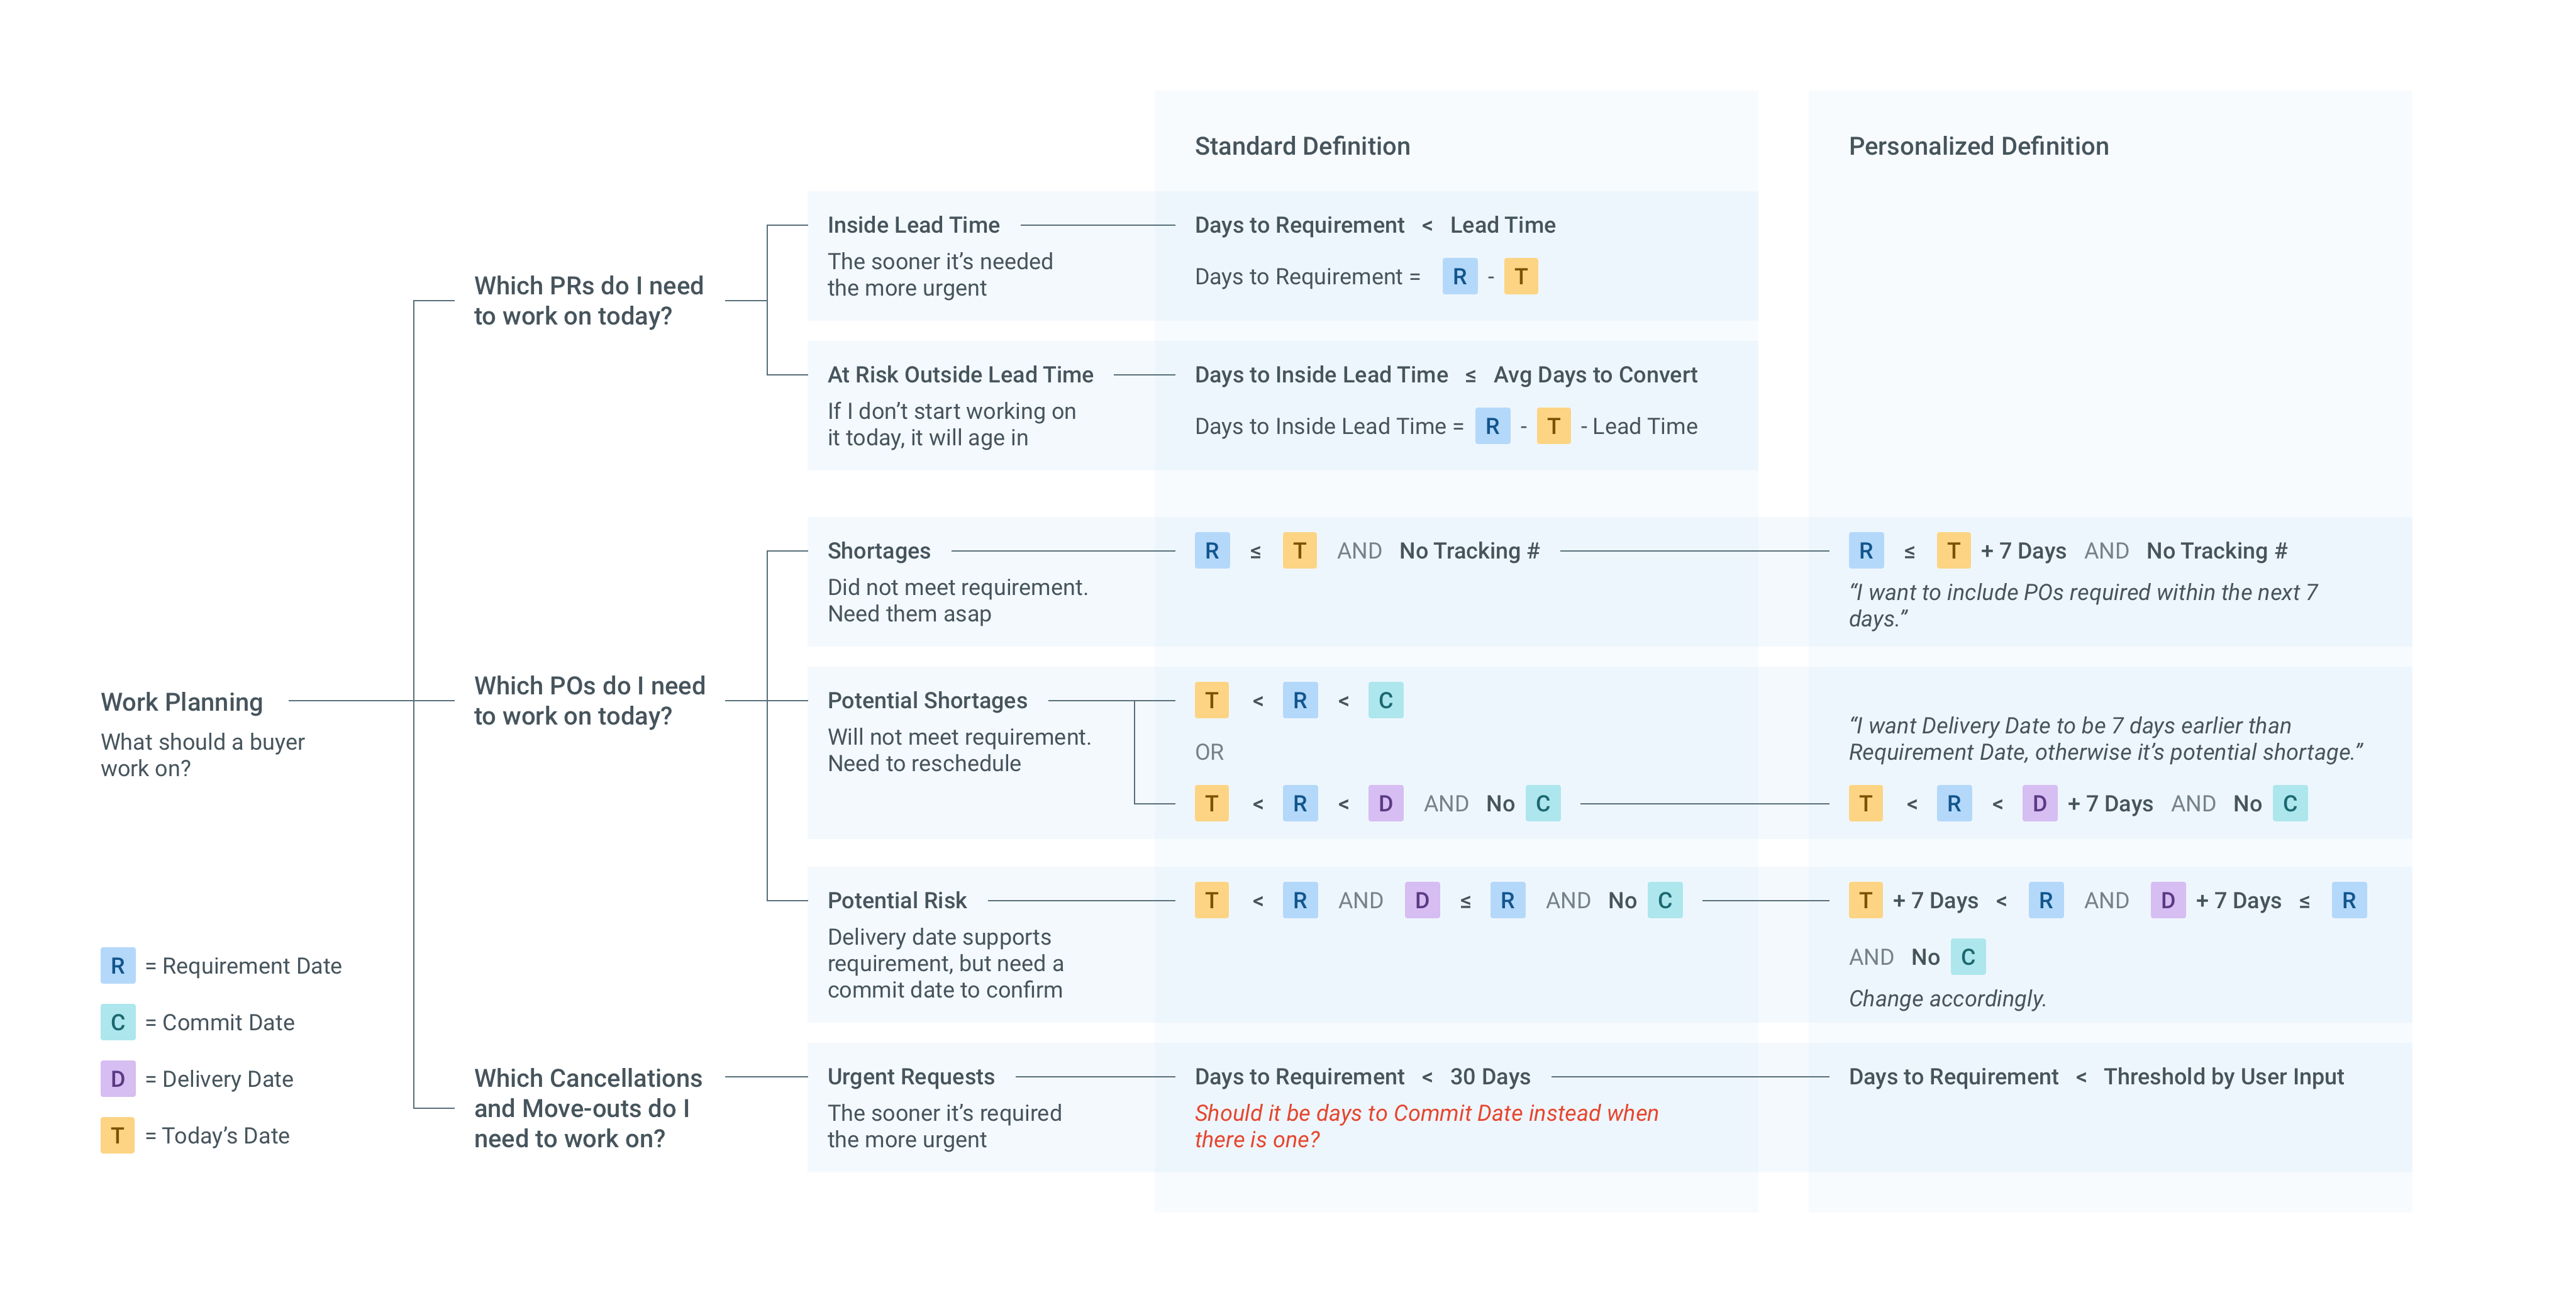 Standard Definition
Personalized Definition
Work Planning
What should a buyer
work on?
Which PRs do I need
to work on today?
Inside Lead Time
The sooner it’s needed
the more urgent
Days to Requirement < Lead Time
Days to Requirement = R - T
At Risk Outside Lead Time
If I don’t start working on
it today, it will age in
Days to Inside Lead Time ≤ Avg Days to Convert
Days to Inside Lead Time = R - T - Lead Time
Which POs do I need
to work on today?
Shortages
Did not meet requirement.
Need them asap
R ≤ T AND No Tracking #
R ≤ T + 7 Days AND No Tracking #
“I want to include POs required within the next 7
days.”
Potential Shortages
Will not meet requirement.
Need to reschedule
T < R < C
OR
T < R < D AND No C
“I want Delivery Date to be 7 days earlier than
Requirement Date, otherwise it’s potential shortage.”
T < R < D + 7 Days AND No C
Potential Risk
Delivery date supports
requirement, but need a
commit date to confirm
T < R AND D ≤ R AND No C
T + 7 Days < R AND D + 7 Days ≤ R
AND No C
Change accordingly.
Which Cancellations
and Move-outs do I
need to work on?
Urgent Requests
The sooner it’s required
the more urgent
Days to Requirement < 30 Days
Should it be days to Commit Date instead when
there is one?
Days to Requirement < Threshold by User Input
R = Requirement Date
C = Commit Date
D = Delivery Date
T = Today’s Date